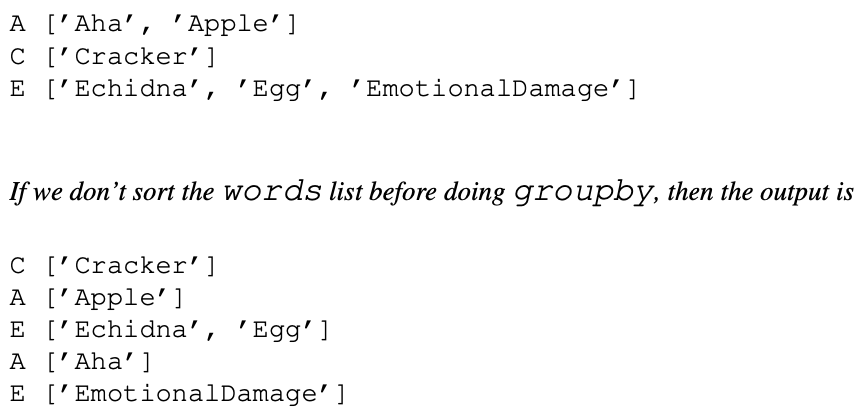 A [’Aha’, ’Apple’]
C [’Cracker’]
E [’Echidna’, ’Egg’, ’EmotionalDamage’]
If we don’t sort the words list before doing groupby, then the output is
C [’Cracker’]
A [’Apple’]
E [’Echidna’, ’Egg’]
A [’Aha’]
E [’EmotionalDamage’]